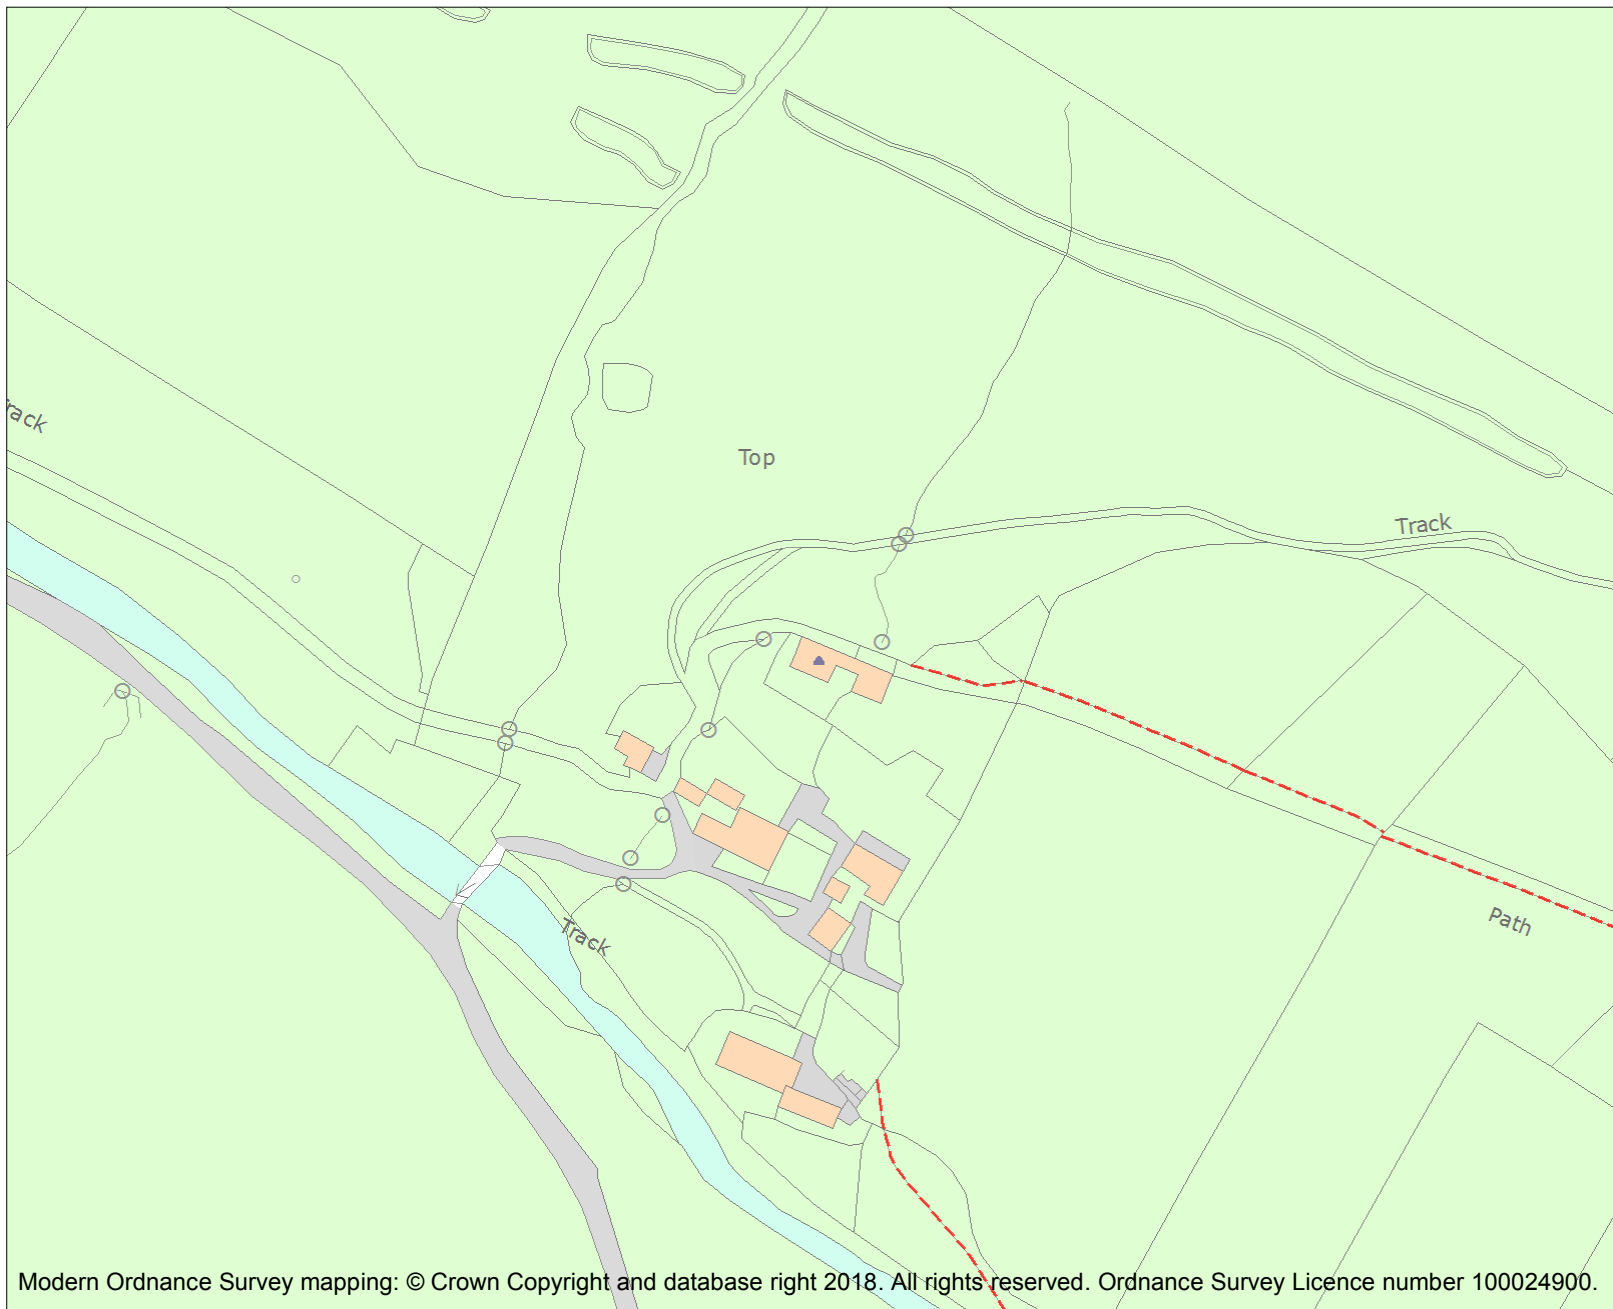 rack
Top
Track
Path
Track
Modern Ordnance Survey mapping: © Crown Copyright and database right 2018. All rights reserved. Ordnance Survey Licence number 100024900.